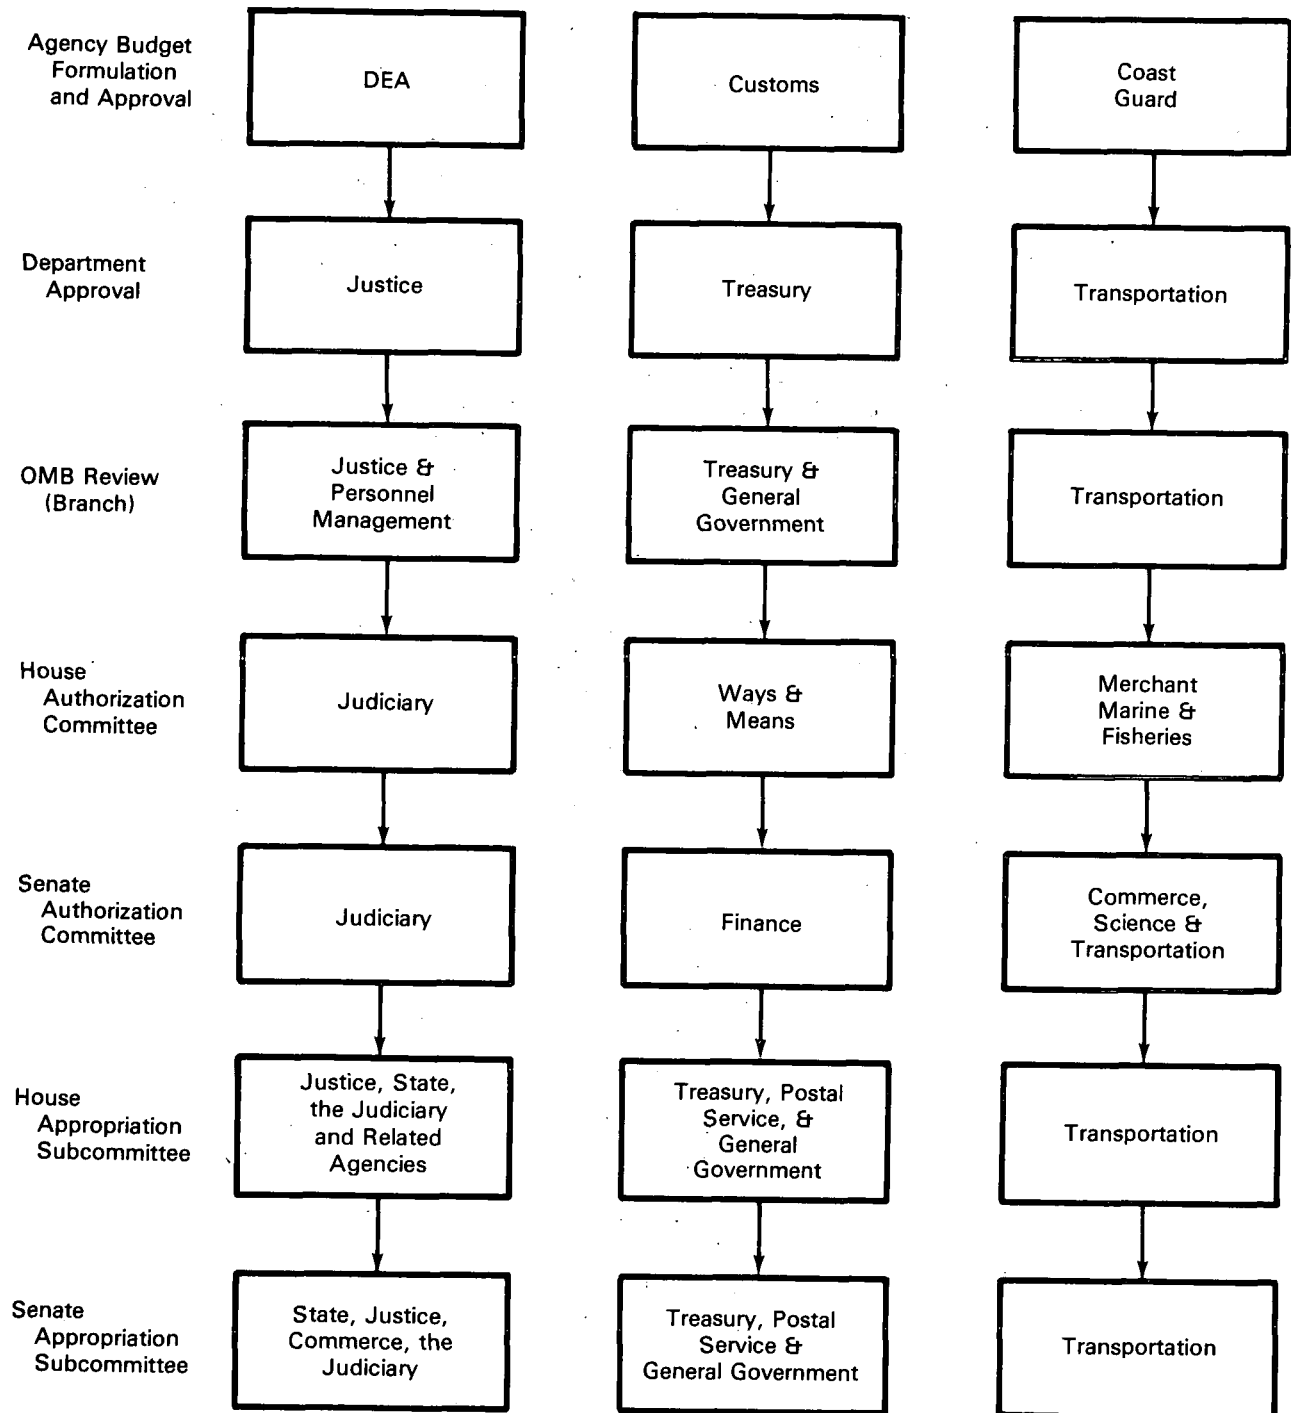 Agency Budget
Formulation
and Approval
DEA
Customs
Coast
Guard
Department
Approval
Justice
Treasury
Transportation
OMB Review
(Branch)
Justice &
Personnel
Management
Treasury &
General
Government
Transportation
House
Authorization
Committee
Judiciary
Ways &
Means
Merchant
Marine &
Fisheries
Senate
Authorization
Committee
Judiciary
Finance
Commerce,
Science &
Transportation
House
Appropriation
Subcommittee
Justice, State,
the Judiciary
and Related
Agencies
Treasury, Postal
Service, &
General
Government
Transportation
Senate
Appropriation
Subcommittee
State, Justice,
Commerce, the
Judiciary
Treasury, Postal
Service &
General Government
Transportation